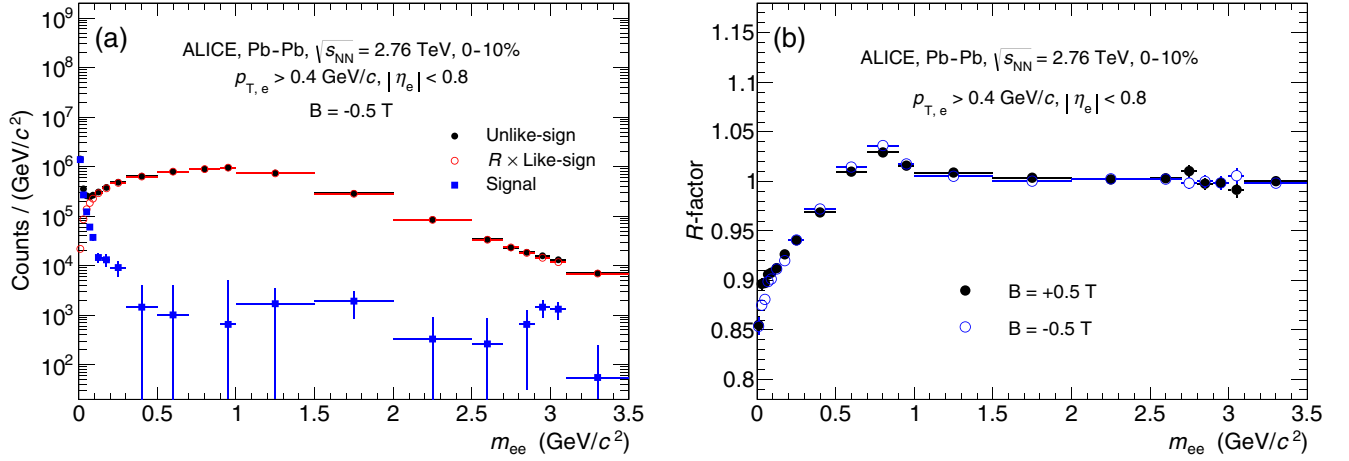 (a)
ALICE, Pb-Pb, √sNN = 2.76 TeV, 0-10%
pT, e > 0.4 GeV/c, |ηe| < 0.8
B = -0.5 T
Unlike-sign
R × Like-sign
Signal
Counts / (GeV/c²)
10⁹
10⁸
10⁷
10⁶
10⁵
10⁴
10³
10²
0 0.5 1 1.5 2 2.5 3 3.5
mee (GeV/c²)
(b)
ALICE, Pb-Pb, √sNN = 2.76 TeV, 0-10%
pT, e > 0.4 GeV/c, |ηe| < 0.8
B = +0.5 T
B = -0.5 T
R-factor
1.15
1.1
1.05
1
0.95
0.9
0.85
0.8
0 0.5 1 1.5 2 2.5 3 3.5
mee (GeV/c²)